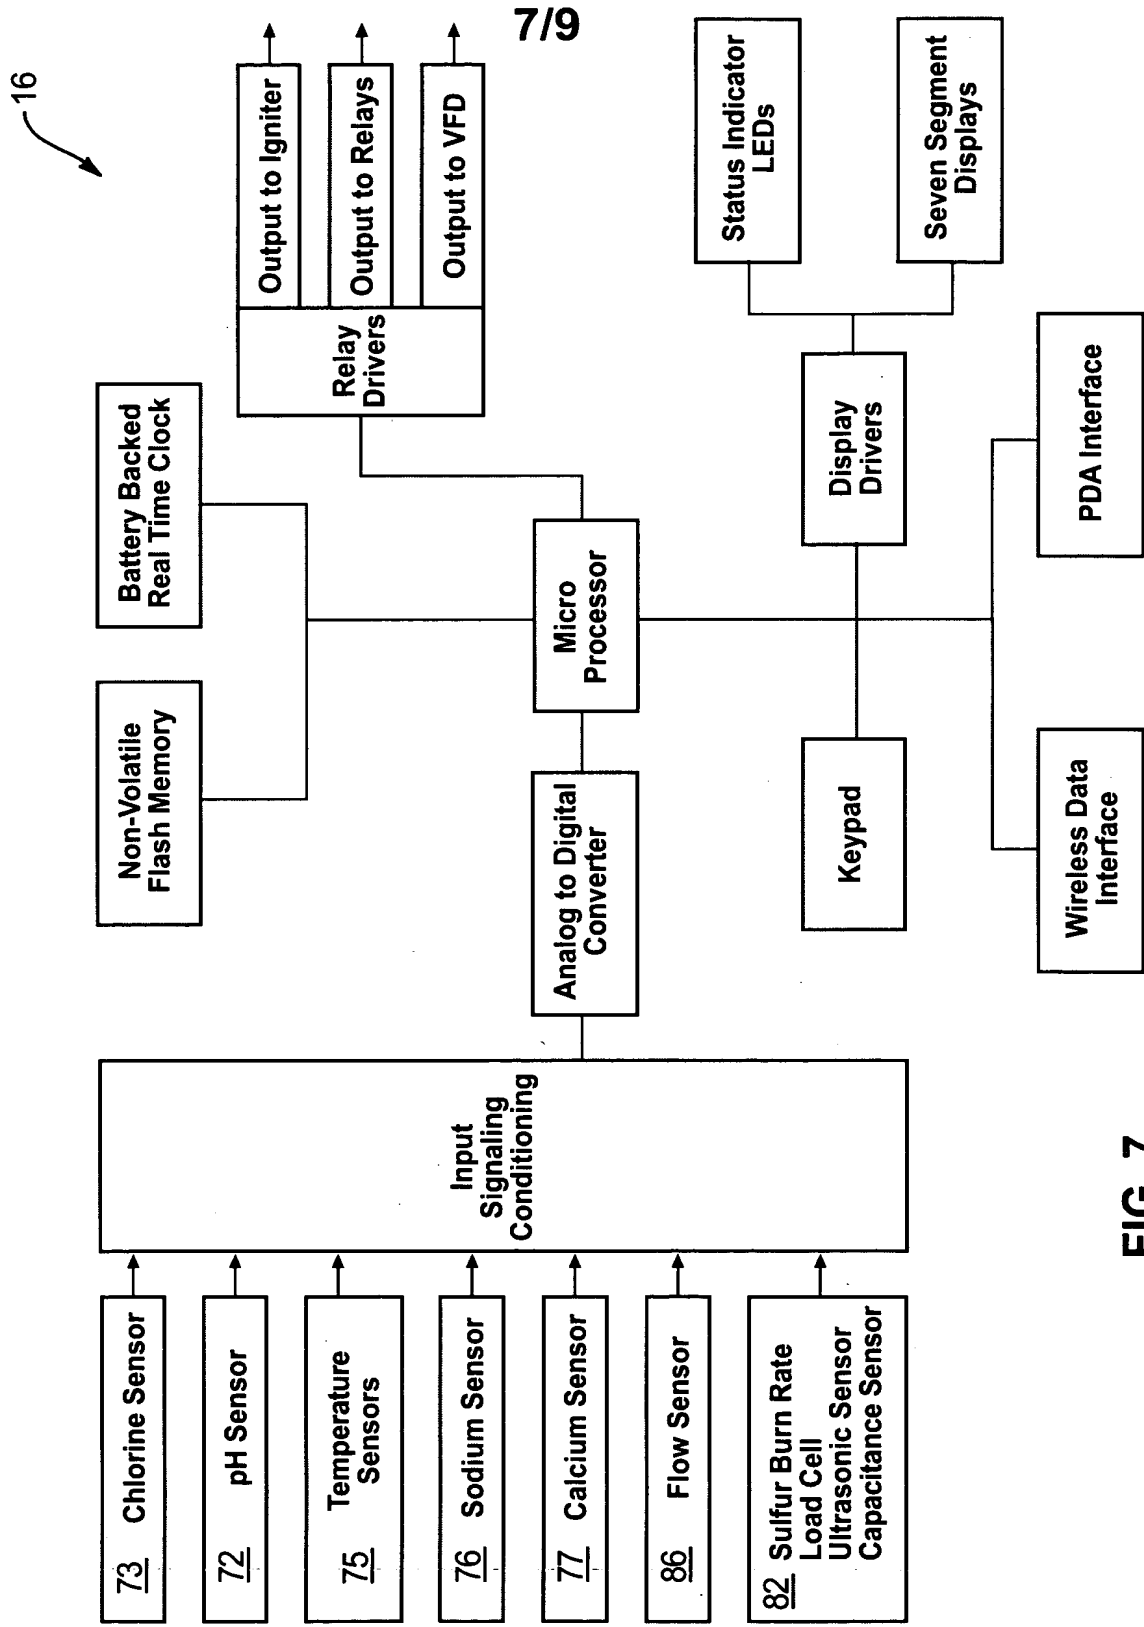 7/9
16
73 Chlorine Sensor
72 pH Sensor
75 Temperature
Sensors
76 Sodium Sensor
77 Calcium Sensor
86 Flow Sensor
82 Sulfur Burn Rate
Load Cell
Ultrasonic Sensor
Capacitance Sensor
Input
Signaling
Conditioning
Analog to Digital
Converter
Non-Volatile
Flash Memory
Battery Backed
Real Time Clock
Micro
Processor
Relay
Drivers
Output to Igniter
Output to Relays
Output to VFD
Keypad
Display
Drivers
Status Indicator
LEDs
Seven Segment
Displays
Wireless Data
Interface
PDA Interface
FIG. 7